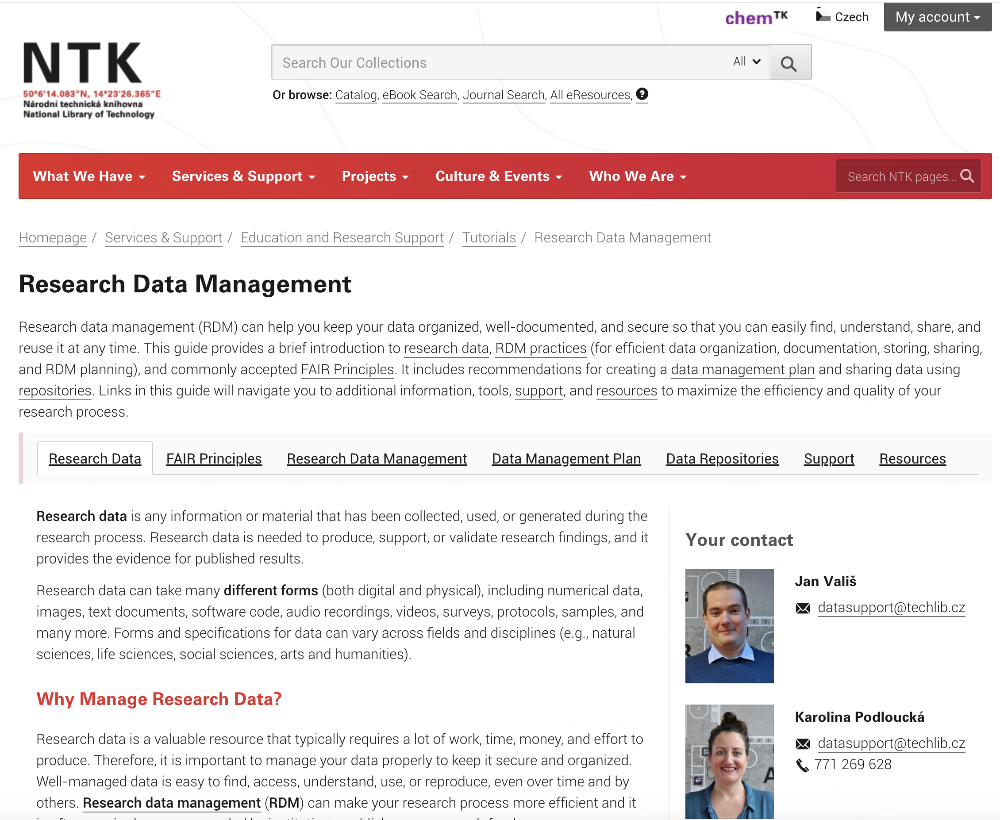 chemTK
Czech
My account
NTK
50°6'14.083"N, 14°23'26.365"E
Národní technická knihovna
National Library of Technology
Search Our Collections
All
Or browse: Catalog, eBook Search, Journal Search, All eResources, ?
What We Have
Services & Support
Projects
Culture & Events
Who We Are
Search NTK pages...
Homepage / Services & Support / Education and Research Support / Tutorials / Research Data Management
Research Data Management
Research data management (RDM) can help you keep your data organized, well-documented, and secure so that you can easily find, understand, share, and
reuse it at any time. This guide provides a brief introduction to research data, RDM practices (for efficient data organization, documentation, storing, sharing,
and RDM planning), and commonly accepted FAIR Principles. It includes recommendations for creating a data management plan and sharing data using
repositories. Links in this guide will navigate you to additional information, tools, support, and resources to maximize the efficiency and quality of your
research process.
Research Data
FAIR Principles
Research Data Management
Data Management Plan
Data Repositories
Support
Resources
Research data is any information or material that has been collected, used, or generated during the
research process. Research data is needed to produce, support, or validate research findings, and it
provides the evidence for published results.
Research data can take many different forms (both digital and physical), including numerical data,
images, text documents, software code, audio recordings, videos, surveys, protocols, samples, and
many more. Forms and specifications for data can vary across fields and disciplines (e.g., natural
sciences, life sciences, social sciences, arts and humanities).
Why Manage Research Data?
Research data is a valuable resource that typically requires a lot of work, time, money, and effort to
produce. Therefore, it is important to manage your data properly to keep it secure and organized.
Well-managed data is easy to find, access, understand, use, or reproduce, even over time and by
others. Research data management (RDM) can make your research process more efficient and it
Your contact
Jan Vališ
datasupport@techlib.cz
Karolina Podloucká
datasupport@techlib.cz
771 269 628